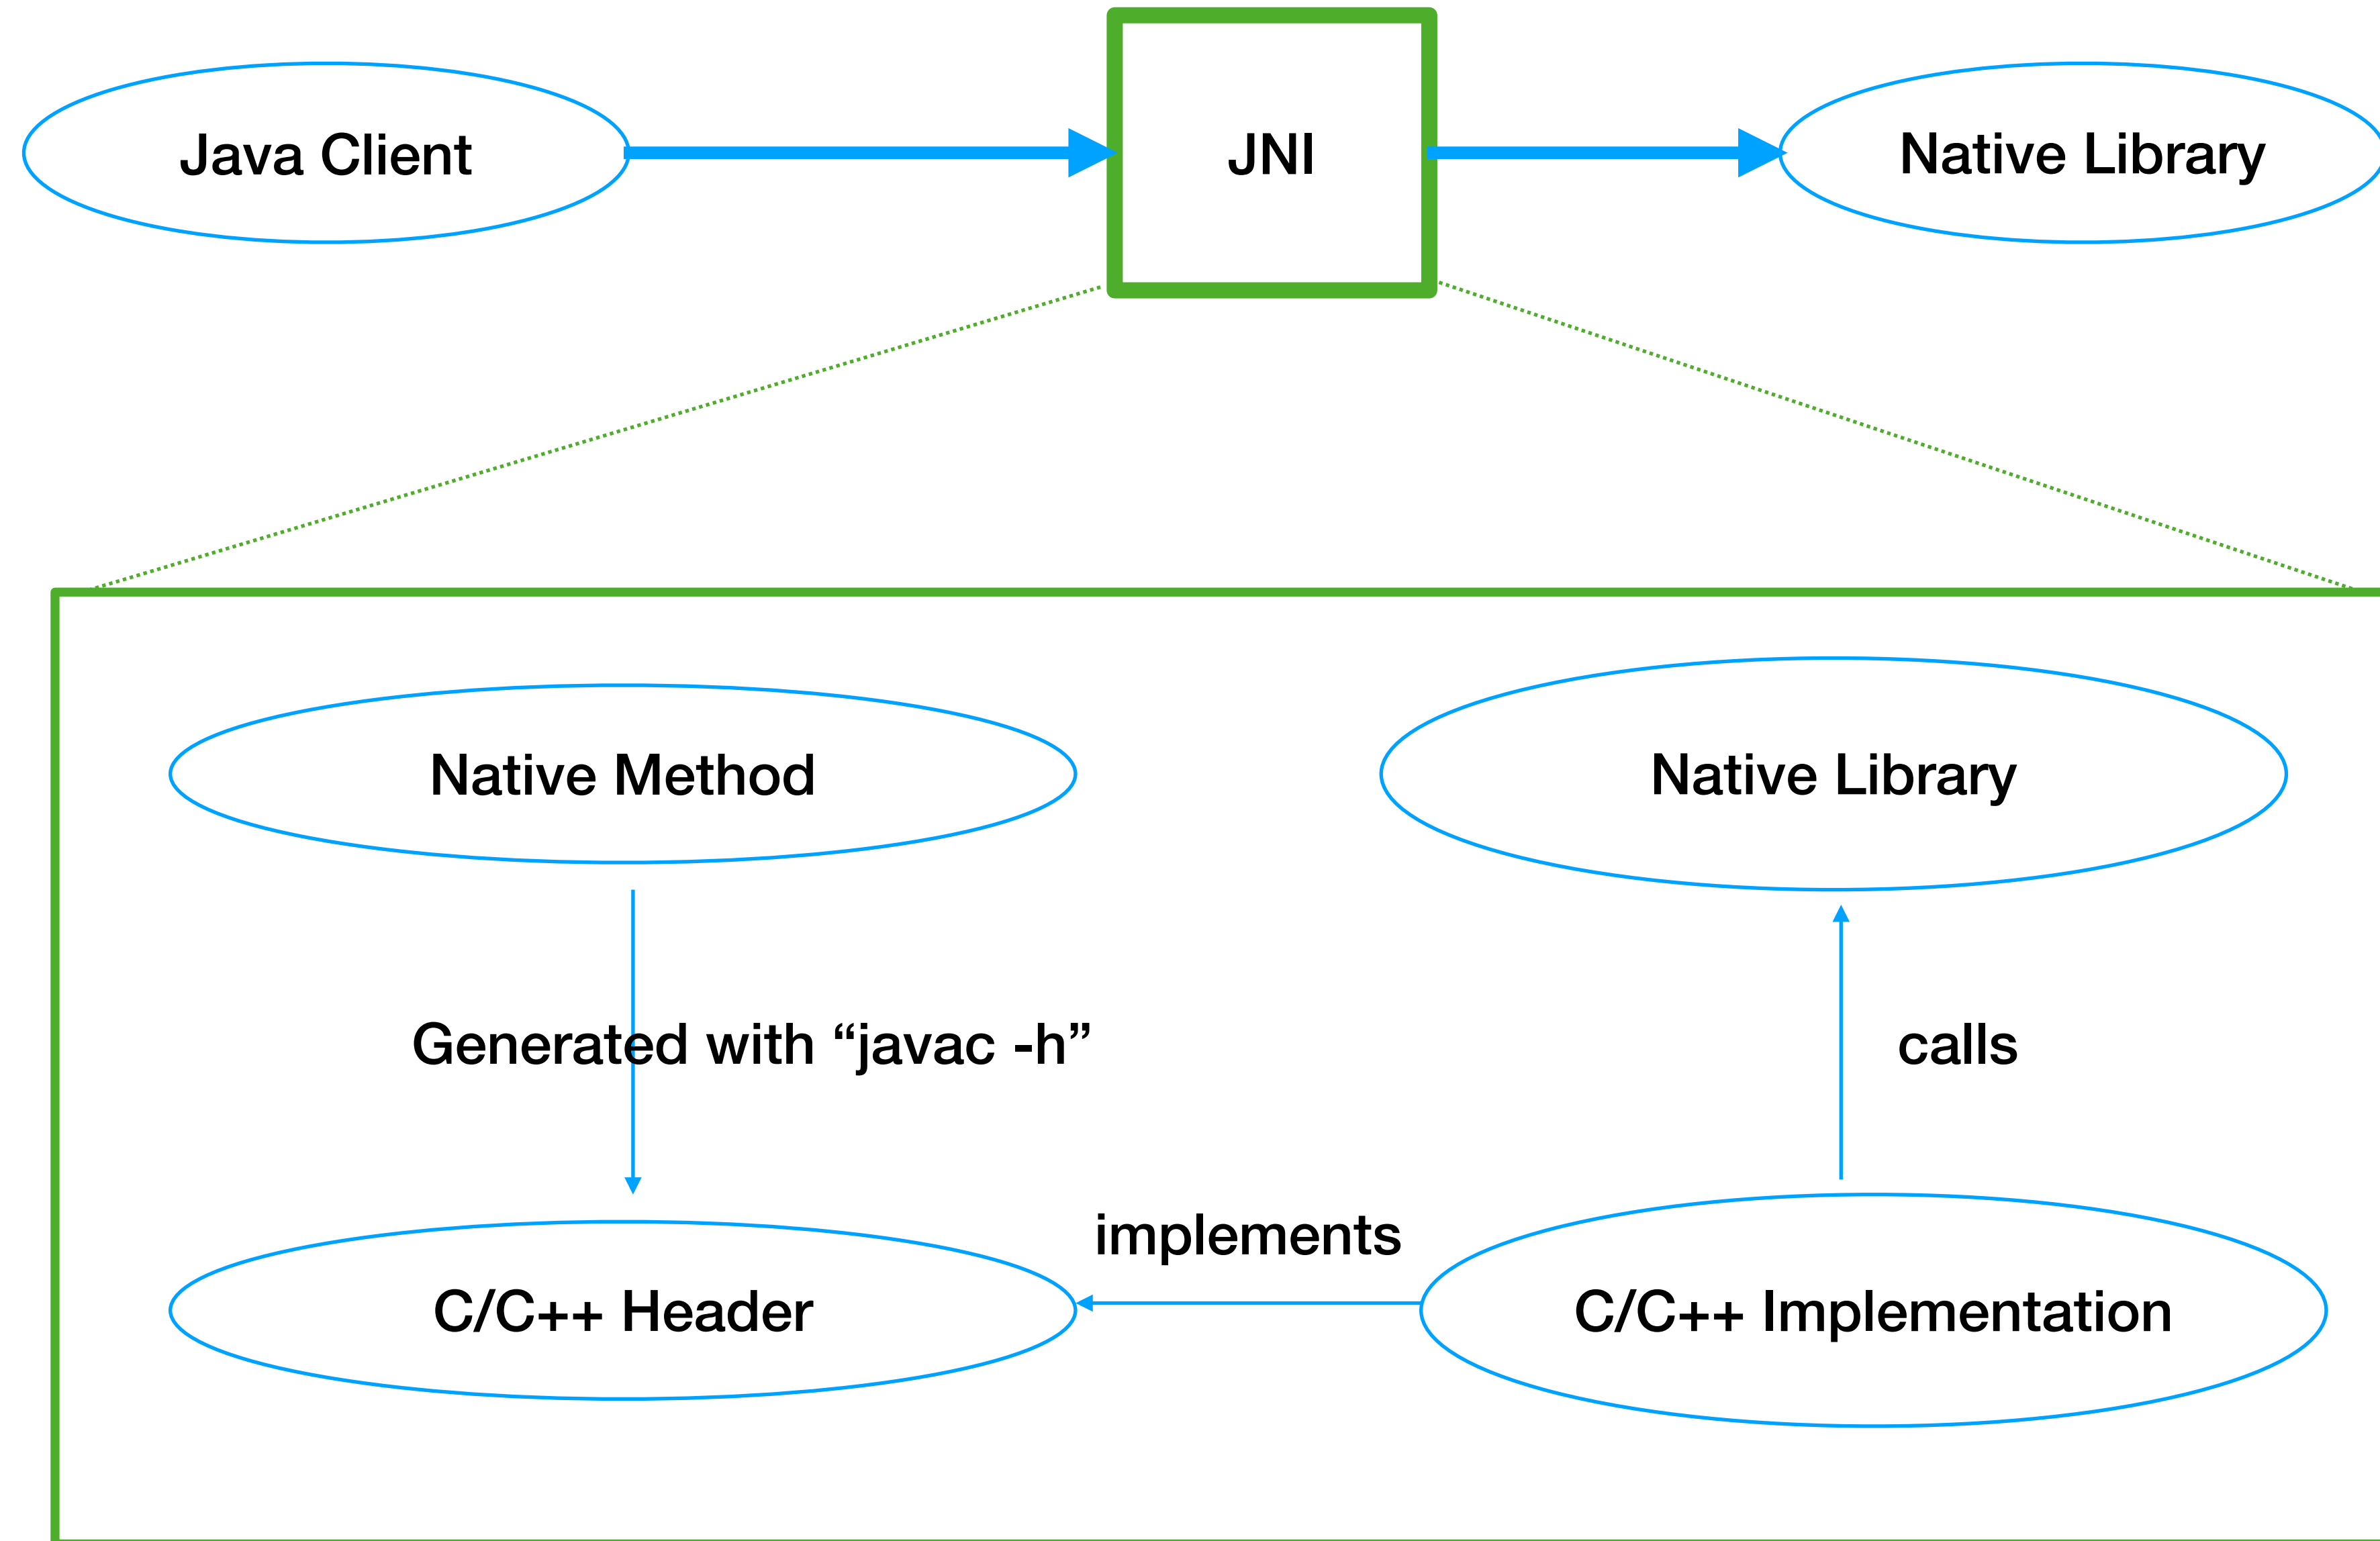 Java Client
JNI
Native Library
Native Method
Native Library
Generated with “javac -h”
calls
implements
C/C++ Header
C/C++ Implementation